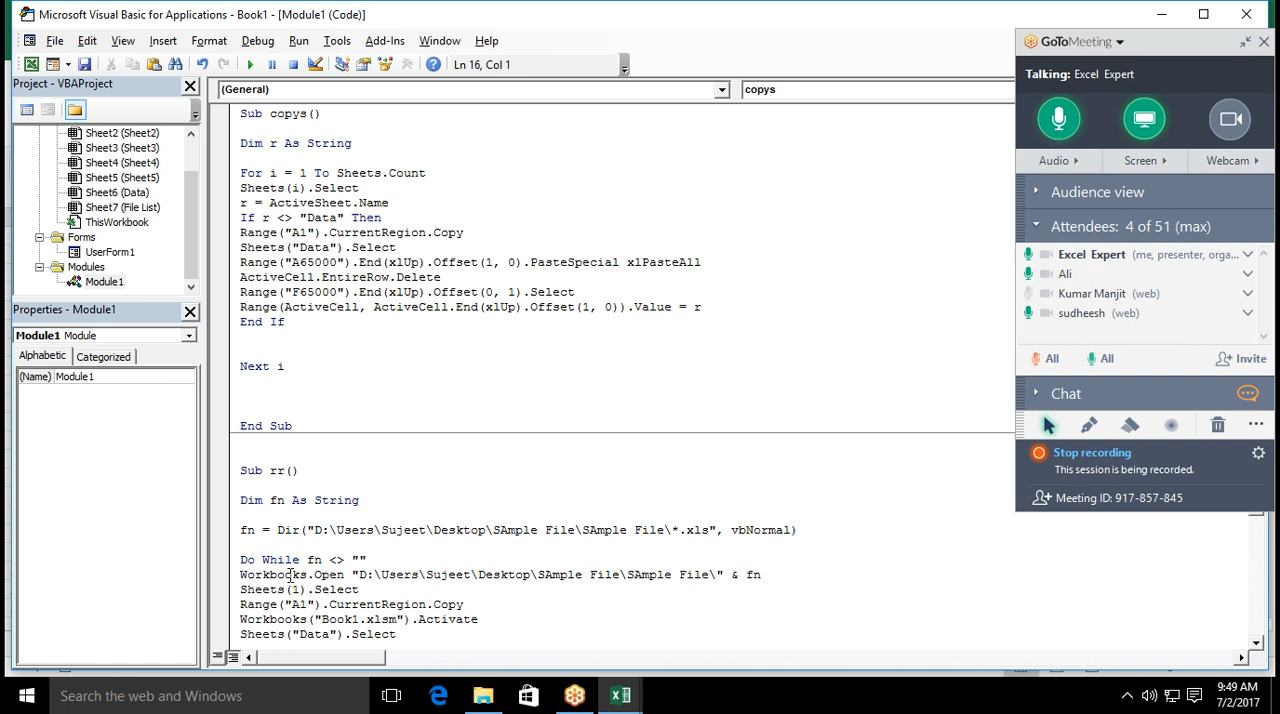 Microsoft Visual Basic for Applications - Book1 - [Module1 (Code)]
File Edit View Insert Format Debug Run Tools Add-Ins Window Help
Ln 16, Col 1
Project - VBAProject
Sheet2 (Sheet2)
Sheet3 (Sheet3)
Sheet4 (Sheet4)
Sheet5 (Sheet5)
Sheet6 (Data)
Sheet7 (File List)
ThisWorkbook
Forms
UserForm1
Modules
Module1
Properties - Module1
Module1 Module
Alphabetic Categorized
(Name) Module1
(General) copys
Sub copys()
Dim r As String
For i = 1 To Sheets.Count
Sheets(i).Select
r = ActiveSheet.Name
If r <> "Data" Then
Range("A1").CurrentRegion.Copy
Sheets("Data").Select
Range("A65000").End(xlUp).Offset(1, 0).PasteSpecial xlPasteAll
ActiveCell.EntireRow.Delete
Range("F65000").End(xlUp).Offset(0, 1).Select
Range(ActiveCell, ActiveCell.End(xlUp).Offset(1, 0)).Value = r
End If
Next i
End Sub
Sub rr()
Dim fn As String
fn = Dir("D:\Users\Sujeet\Desktop\SAmple File\SAmple File\*.xls", vbNormal)
Do While fn <> ""
Workbooks.Open "D:\Users\Sujeet\Desktop\SAmple File\SAmple File\" & fn
Sheets(1).Select
Range("A1").CurrentRegion.Copy
Workbooks("Book1.xlsm").Activate
Sheets("Data").Select
GoToMeeting
Talking: Excel Expert
Audio Screen Webcam
Audience view
Attendees: 4 of 51 (max)
Excel Expert (me, presenter, orga...
Ali
Kumar Manjit (web)
sudheesh (web)
All All Invite
Chat
Stop recording
This session is being recorded.
Meeting ID: 917-857-845
Search the web and Windows
9:49 AM
7/2/2017